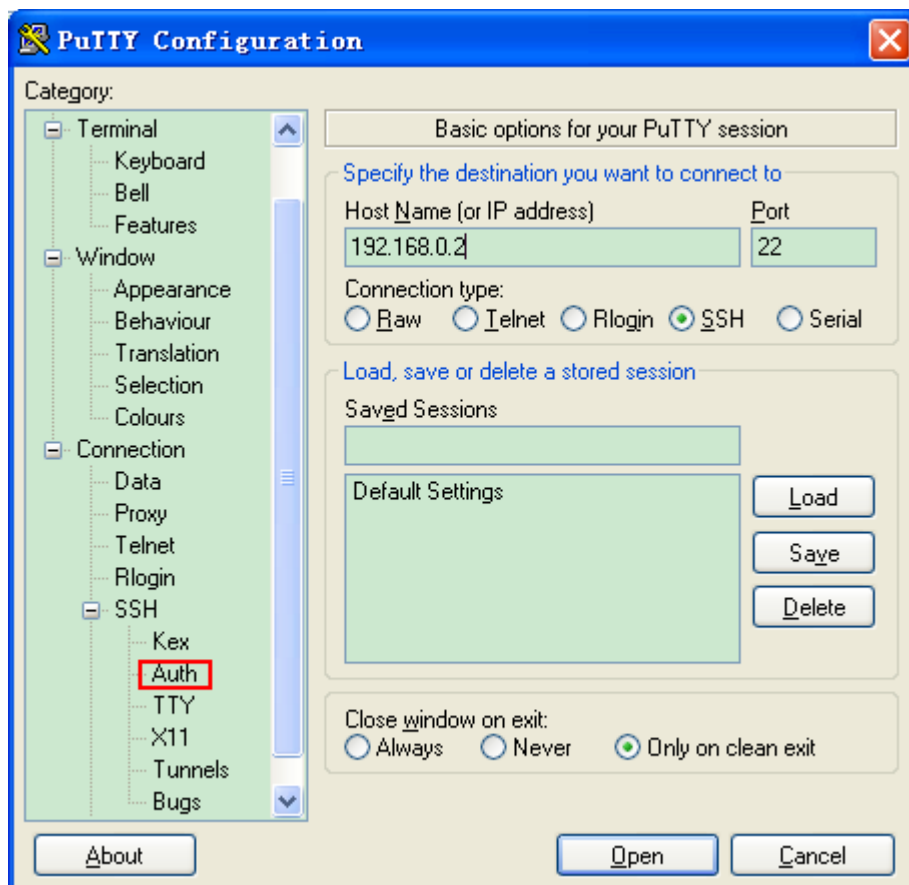 PuTTY Configuration
Category:
Terminal
Keyboard
Bell
Features
Window
Appearance
Behaviour
Translation
Selection
Colours
Connection
Data
Proxy
Telnet
Rlogin
SSH
Kex
Auth
TTY
X11
Tunnels
Bugs
Basic options for your PuTTY session
Specify the destination you want to connect to
Host Name (or IP address) Port
192.168.0.2 22
Connection type:
Raw Telnet Rlogin SSH Serial
Load, save or delete a stored session
Saved Sessions
Default Settings
Load
Save
Delete
Close window on exit:
Always Never Only on clean exit
About Open Cancel